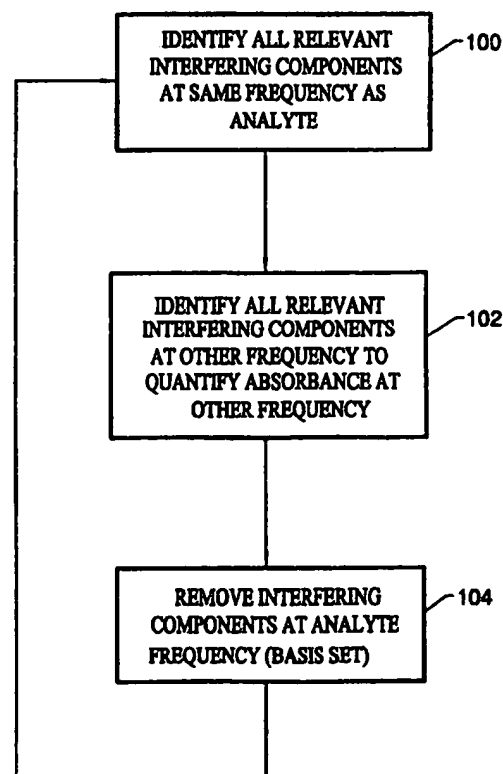 IDENTIFY ALL RELEVANT
INTERFERING COMPONENTS
AT SAME FREQUENCY AS
ANALYTE
100
IDENTIFY ALL RELEVANT
INTERFERING COMPONENTS
AT OTHER FREQUENCY TO
QUANTIFY ABSORBANCE AT
OTHER FREQUENCY
102
REMOVE INTERFERING
COMPONENTS AT ANALYTE
FREQUENCY (BASIS SET)
104